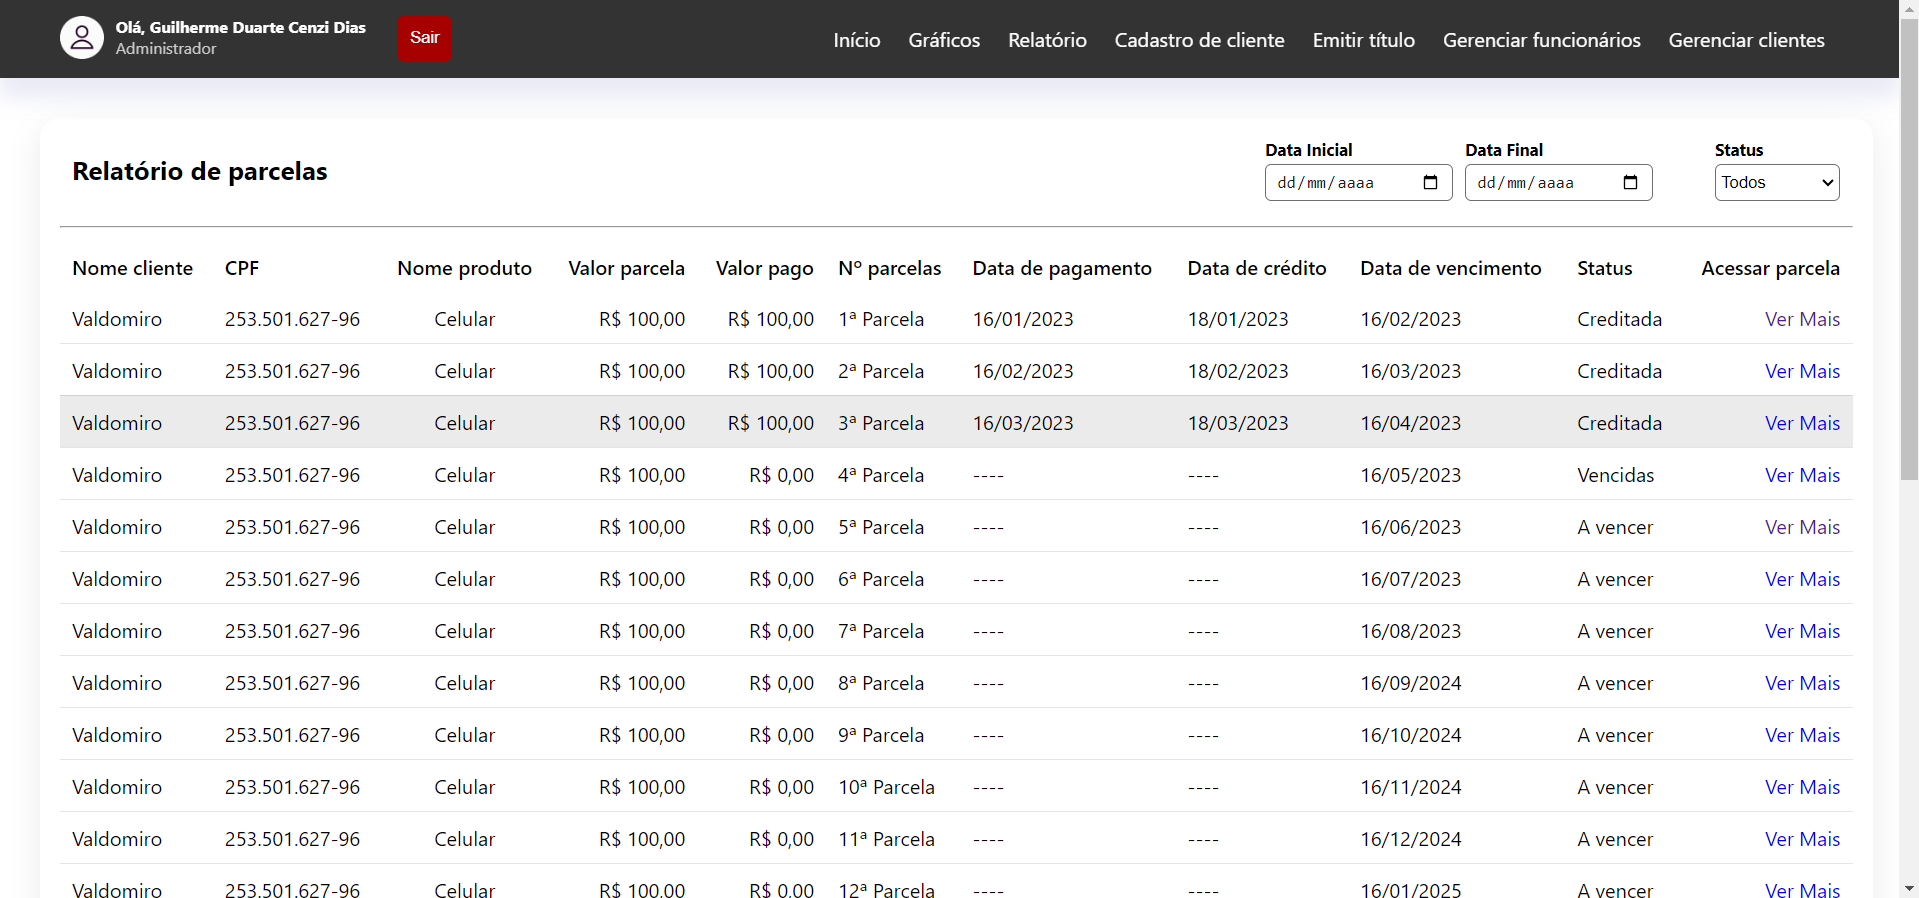 Olá, Guilherme Duarte Cenzi Dias
Administrador
Sair
Início Gráficos Relatório Cadastro de cliente Emitir título Gerenciar funcionários Gerenciar clientes
Relatório de parcelas
Data Inicial Data Final Status
dd/mm/aaaa dd/mm/aaaa Todos
Nome cliente CPF Nome produto Valor parcela Valor pago Nº parcelas Data de pagamento Data de crédito Data de vencimento Status Acessar parcela
Valdomiro 253.501.627-96 Celular R$ 100,00 R$ 100,00 1ª Parcela 16/01/2023 18/01/2023 16/02/2023 Creditada Ver Mais
Valdomiro 253.501.627-96 Celular R$ 100,00 R$ 100,00 2ª Parcela 16/02/2023 18/02/2023 16/03/2023 Creditada Ver Mais
Valdomiro 253.501.627-96 Celular R$ 100,00 R$ 100,00 3ª Parcela 16/03/2023 18/03/2023 16/04/2023 Creditada Ver Mais
Valdomiro 253.501.627-96 Celular R$ 100,00 R$ 0,00 4ª Parcela ---- ---- 16/05/2023 Vencidas Ver Mais
Valdomiro 253.501.627-96 Celular R$ 100,00 R$ 0,00 5ª Parcela ---- ---- 16/06/2023 A vencer Ver Mais
Valdomiro 253.501.627-96 Celular R$ 100,00 R$ 0,00 6ª Parcela ---- ---- 16/07/2023 A vencer Ver Mais
Valdomiro 253.501.627-96 Celular R$ 100,00 R$ 0,00 7ª Parcela ---- ---- 16/08/2023 A vencer Ver Mais
Valdomiro 253.501.627-96 Celular R$ 100,00 R$ 0,00 8ª Parcela ---- ---- 16/09/2024 A vencer Ver Mais
Valdomiro 253.501.627-96 Celular R$ 100,00 R$ 0,00 9ª Parcela ---- ---- 16/10/2024 A vencer Ver Mais
Valdomiro 253.501.627-96 Celular R$ 100,00 R$ 0,00 10ª Parcela ---- ---- 16/11/2024 A vencer Ver Mais
Valdomiro 253.501.627-96 Celular R$ 100,00 R$ 0,00 11ª Parcela ---- ---- 16/12/2024 A vencer Ver Mais
Valdomiro 253.501.627-96 Celular R$ 100,00 R$ 0,00 12ª Parcela ---- ---- 16/01/2025 A vencer Ver Mais